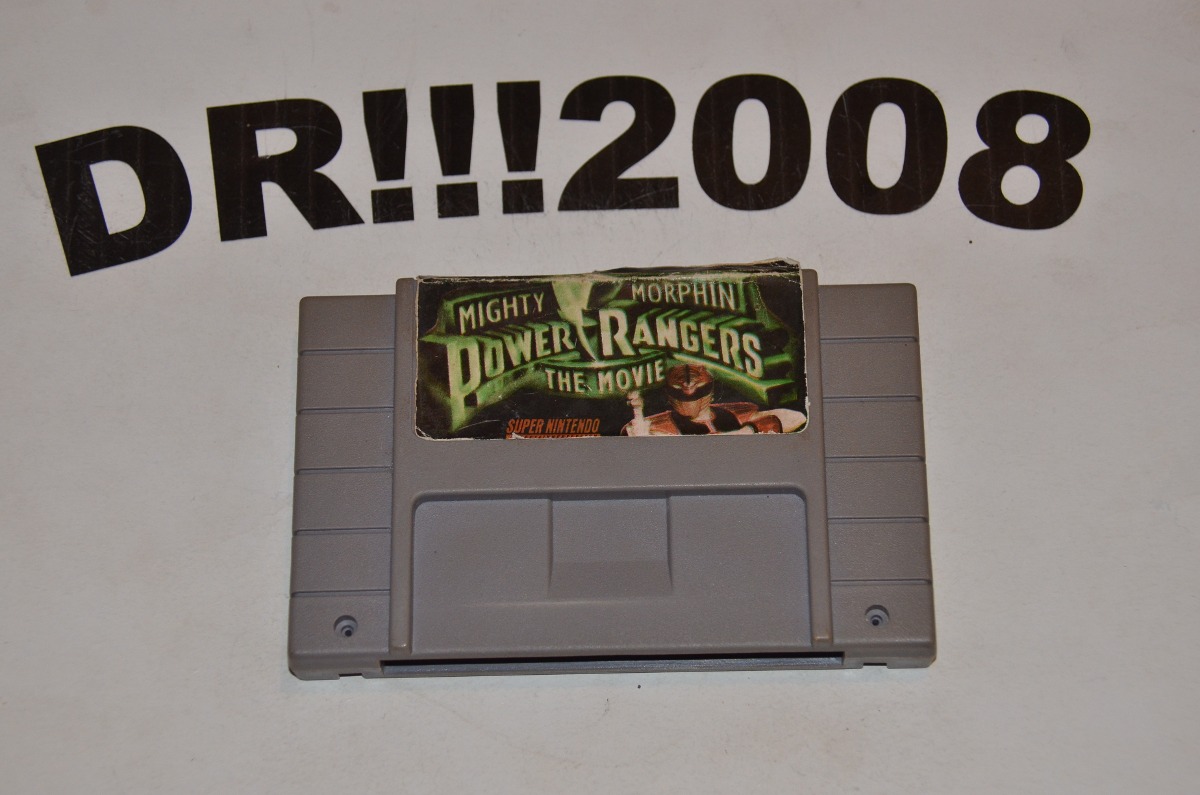 DR!!!2008
MIGHTY MORPHIN
POWER RANGERS
THE MOVIE
SUPER NINTENDO